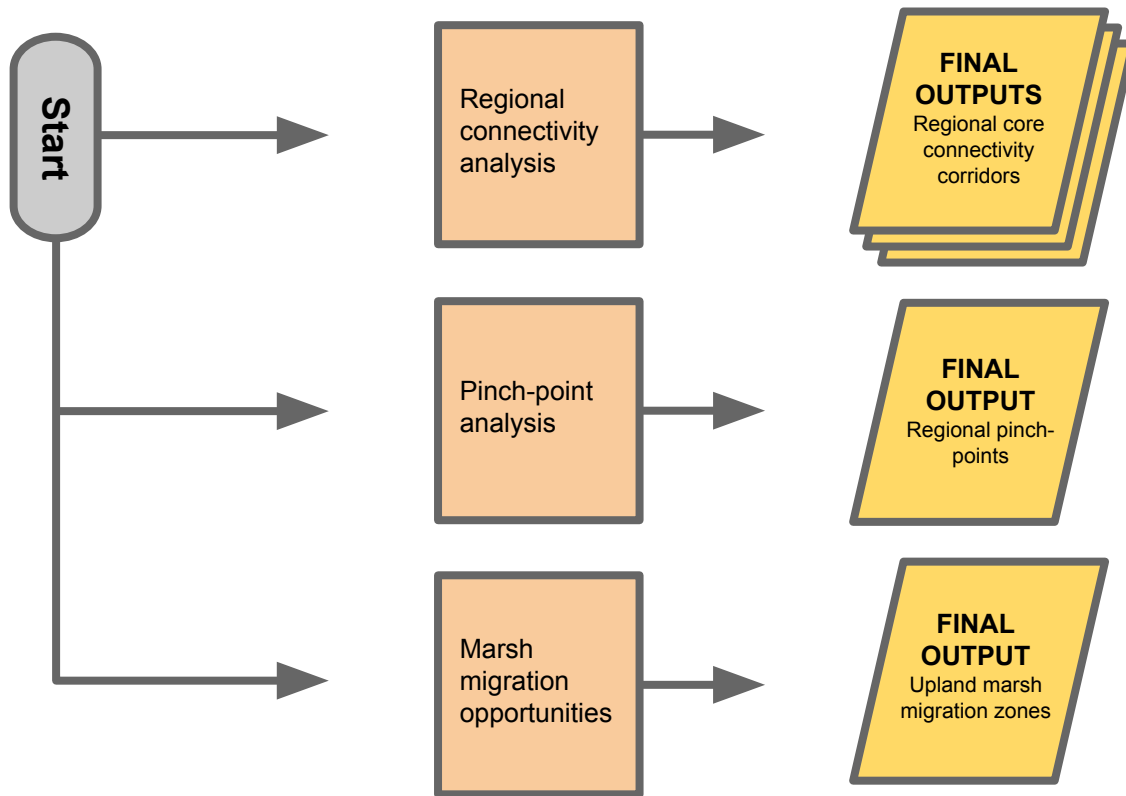 Start
Regional
connectivity
analysis
FINAL
OUTPUTS
Regional core
connectivity
corridors
Pinch-point
analysis
FINAL
OUTPUT
Regional pinch-
points
Marsh
migration
opportunities
FINAL
OUTPUT
Upland marsh
migration zones